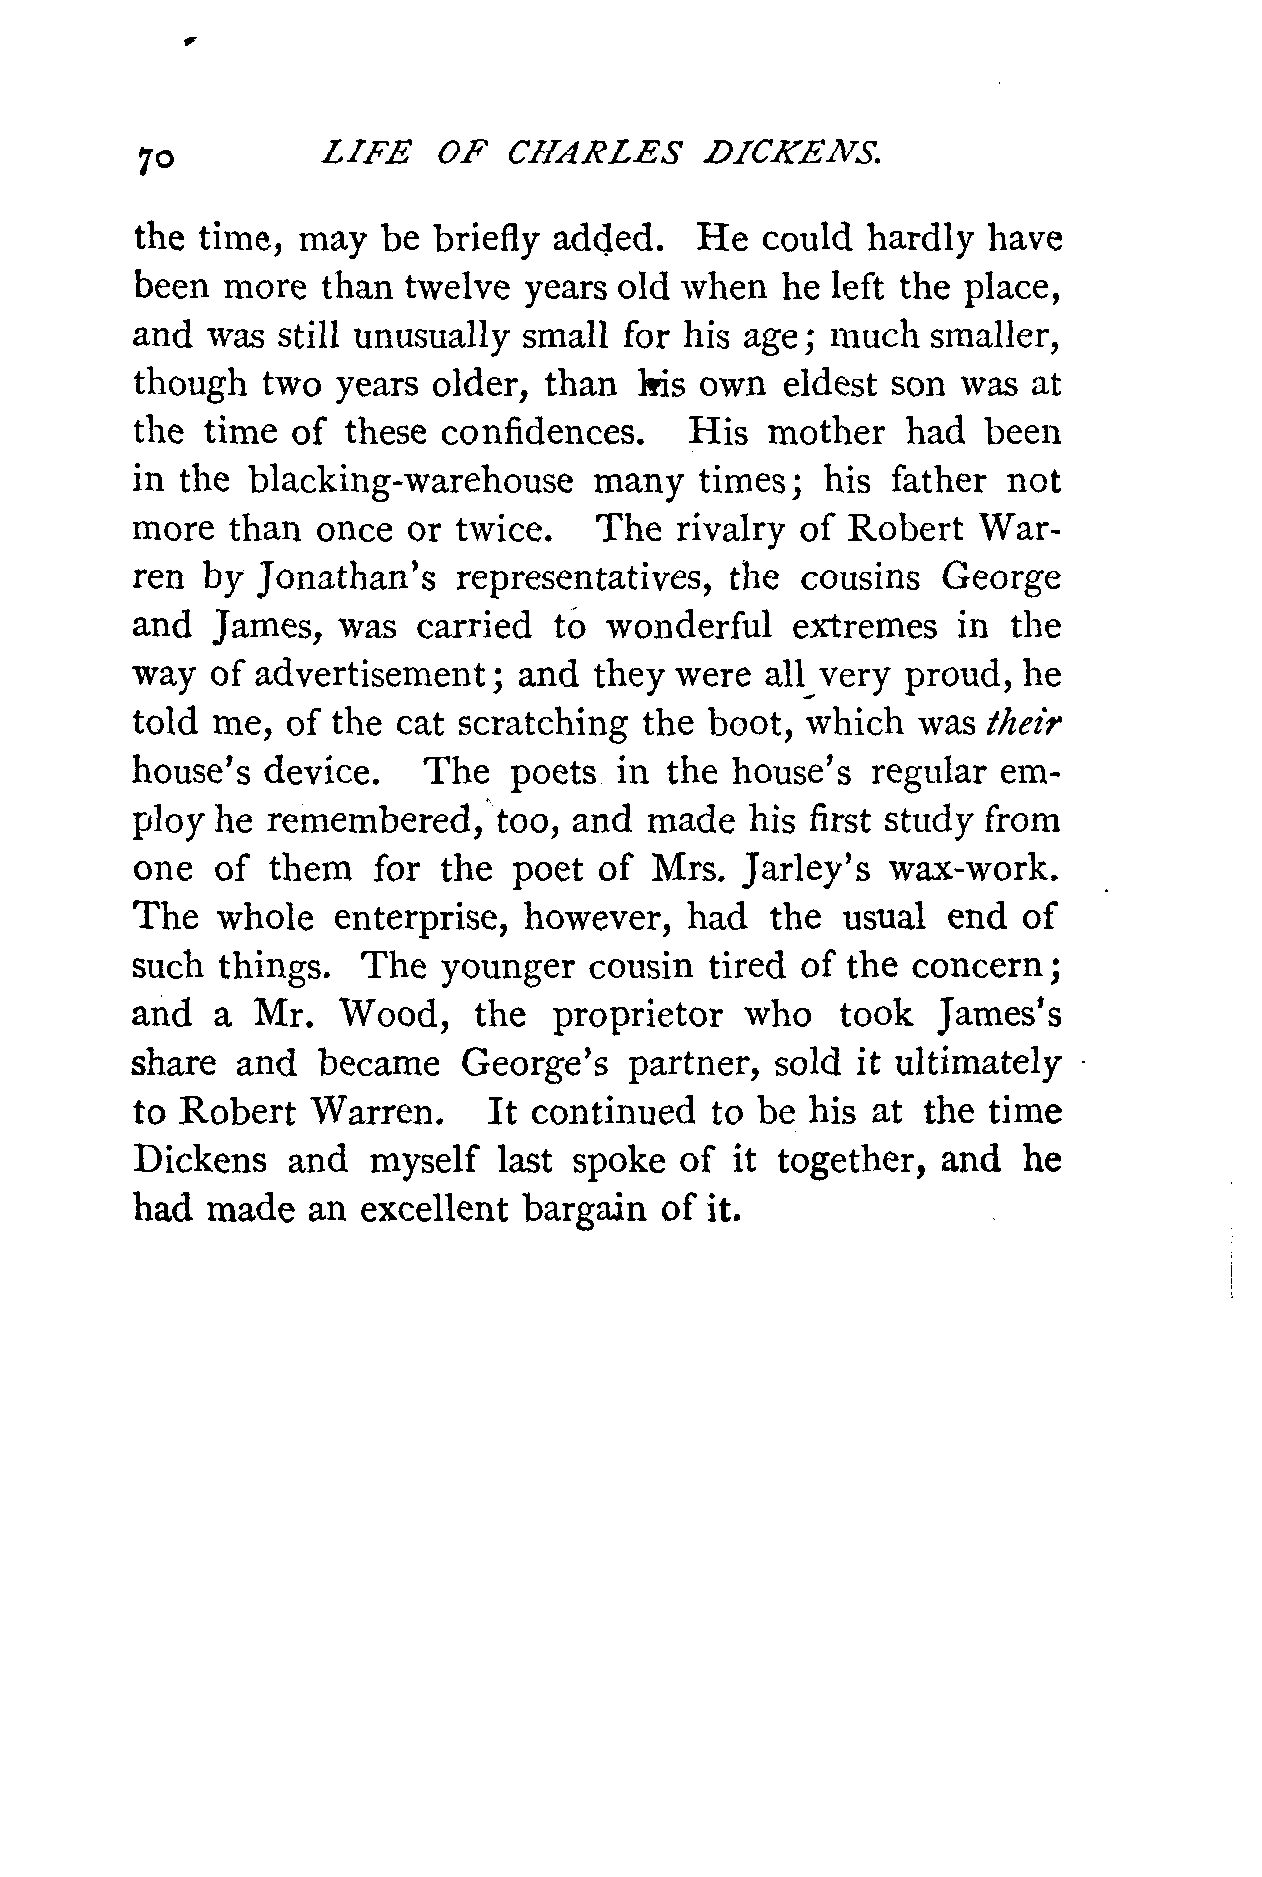 70 LIFE OF CHARLES DICKENS.
the time, may be briefly added. He could hardly have
been more than twelve years old when he left the place,
and was still unusually small for his age; much smaller,
though two years older, than his own eldest son was at
the time of these confidences. His mother had been
in the blacking-warehouse many times; his father not
more than once or twice. The rivalry of Robert War-
ren by Jonathan's representatives, the cousins George
and James, was carried to wonderful extremes in the
way of advertisement; and they were all very proud, he
told me, of the cat scratching the boot, which was their
house's device. The poets in the house's regular em-
ploy he remembered, too, and made his first study from
one of them for the poet of Mrs. Jarley's wax-work.
The whole enterprise, however, had the usual end of
such things. The younger cousin tired of the concern;
and a Mr. Wood, the proprietor who took James's
share and became George's partner, sold it ultimately
to Robert Warren. It continued to be his at the time
Dickens and myself last spoke of it together, and he
had made an excellent bargain of it.